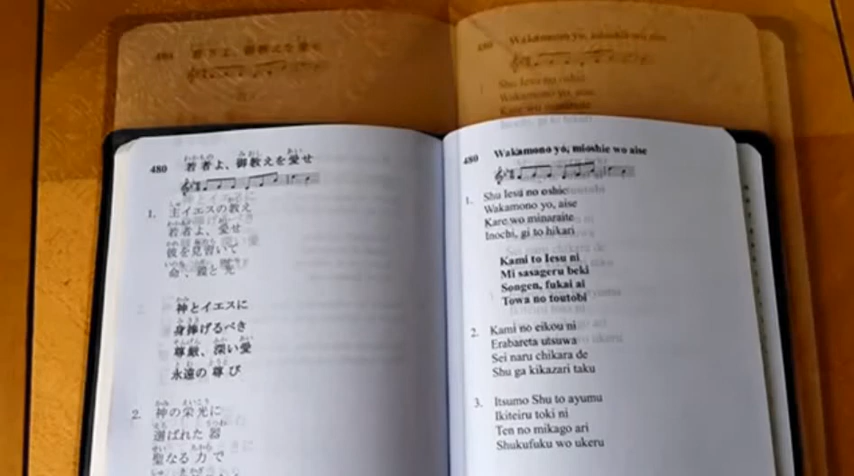 480 若者よ、御教えを愛せ
1. 主イエスの教え
若者よ、愛せ
彼を見習いて
命、義と光
神とイエスに
身捧げるべき
尊厳、深い愛
永遠の尊び
2. 神の栄光に
選ばれた器
聖なる力で
480 Wakamono yo, mioshie wo aise
1. Shu Iesu no oshie
Wakamono yo, aise
Kare wo minaraite
Inochi, gi to hikari
Kami to Iesu ni
Mi sasageru beki
Songen, fukai ai
Towa no toutobi
2. Kami no eikou ni
Erabareta utsuwa
Sei naru chikara de
Shu ga kikazari taku
3. Itsumo Shu to ayumu
Ikiteiru toki ni
Ten no mikago ari
Shukufuku wo ukeru